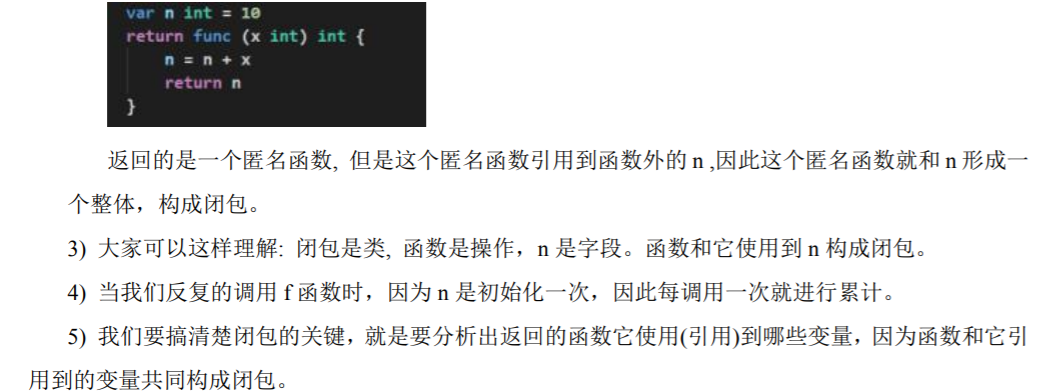 var n int = 10
return func (x int) int {
n = n + x
return n
}
返回的是一个匿名函数, 但是这个匿名函数引用到函数外的 n ,因此这个匿名函数就和 n 形成一
个整体，构成闭包。
3) 大家可以这样理解: 闭包是类, 函数是操作，n 是字段。函数和它使用到 n 构成闭包。
4) 当我们反复的调用 f 函数时，因为 n 是初始化一次，因此每调用一次就进行累计。
5) 我们要搞清楚闭包的关键，就是要分析出返回的函数它使用(引用)到哪些变量，因为函数和它引
用到的变量共同构成闭包。